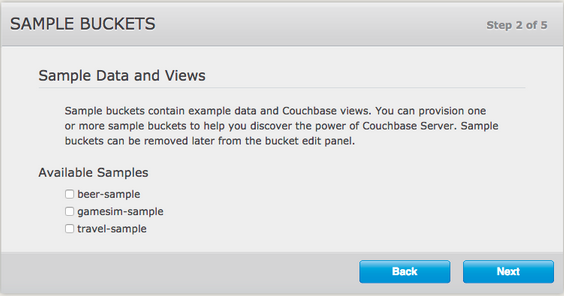 SAMPLE BUCKETS
Step 2 of 5
Sample Data and Views
Sample buckets contain example data and Couchbase views. You can provision one
or more sample buckets to help you discover the power of Couchbase Server. Sample
buckets can be removed later from the bucket edit panel.
Available Samples
beer-sample
gamesim-sample
travel-sample
Back
Next